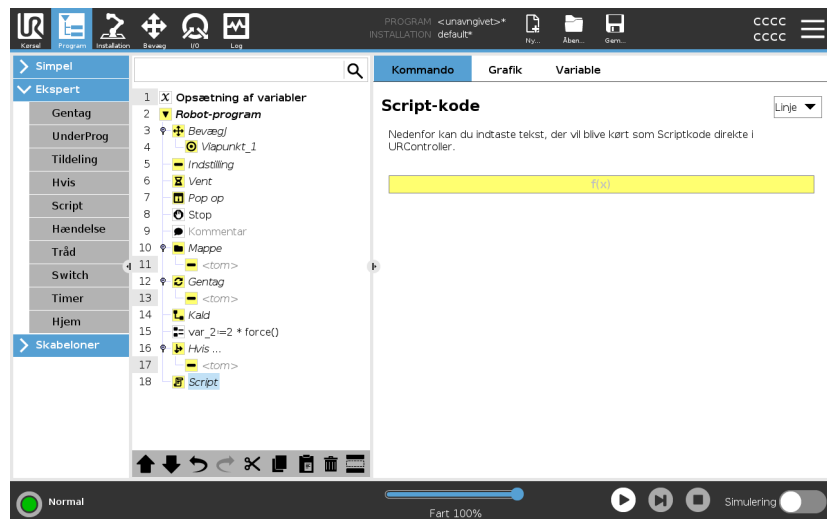 PROGRAM <unavngivet>*
INSTALLATION default*
CCCC
CCCC
Kørsel Program Installation Bevæg I/O Log Ny... Åben... Gem...
Simpel
Ekspert
Gentag
UnderProg
Tildeling
Hvis
Script
Hændelse
Tråd
Switch
Timer
Hjem
Skabeloner
1 X Opsætning af variabler
2 Robot-program
3 BevægJ
4 Viapunkt_1
5 Indstilling
6 Vent
7 Pop op
8 Stop
9 Kommentar
10 Mappe
11 <tom>
12 Gentag
13 <tom>
14 Kald
15 var_2:=2 * force()
16 Hvis ...
17 <tom>
18 Script
Kommando Grafik Variable
Script-kode
Linje
Nedenfor kan du indtaste tekst, der vil blive kørt som Scriptkode direkte i
URController.
f(x)
Normal
Fart 100%
Simulering